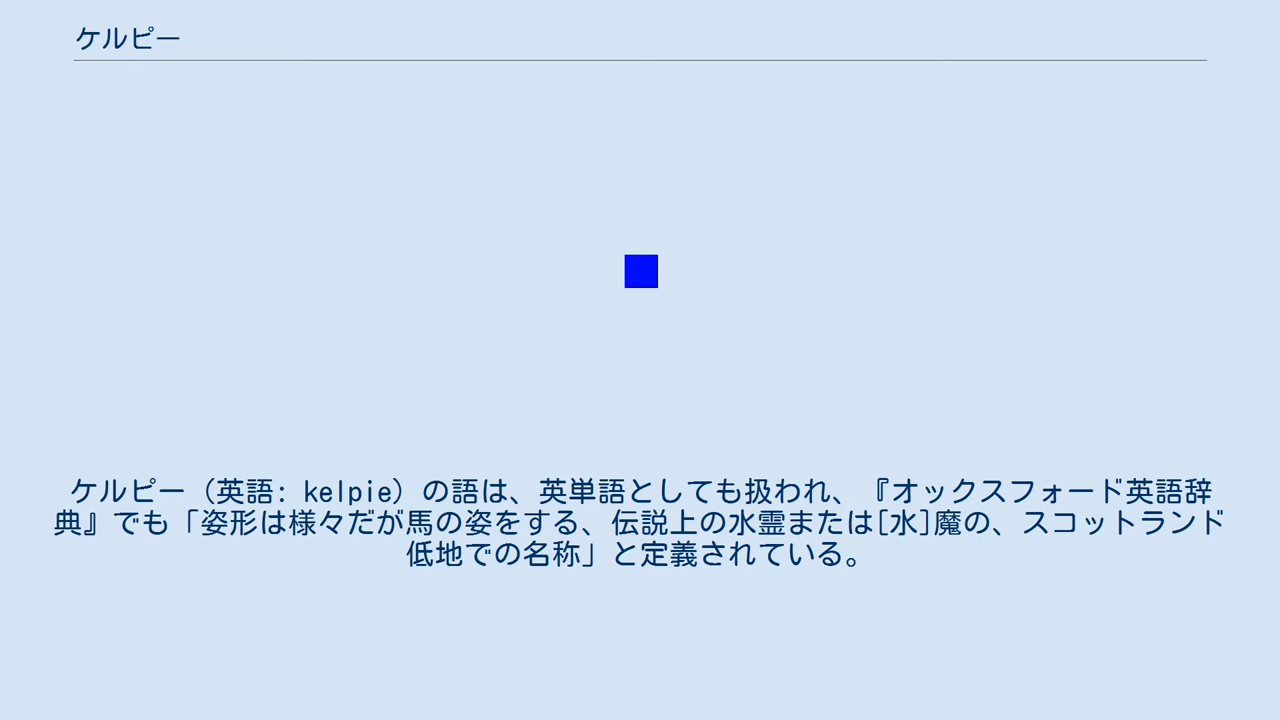 ケルピー
ケルピー（英語: kelpie）の語は、英単語としても扱われ、『オックスフォード英語辞
典』でも「姿形は様々だが馬の姿をする、伝説上の水霊または[水]魔の、スコットランド
低地での名称」と定義されている。